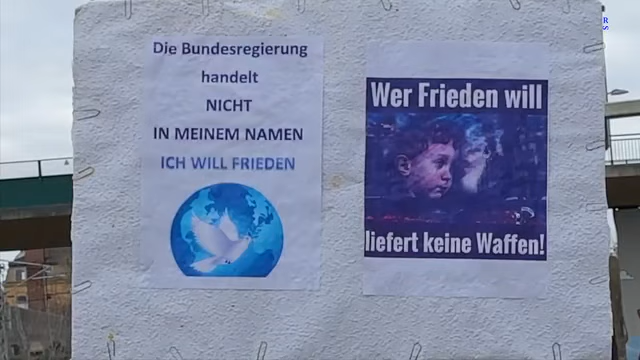 Die Bundesregierung
handelt
NICHT
IN MEINEM NAMEN
ICH WILL FRIEDEN
Wer Frieden will
liefert keine Waffen!
R
S